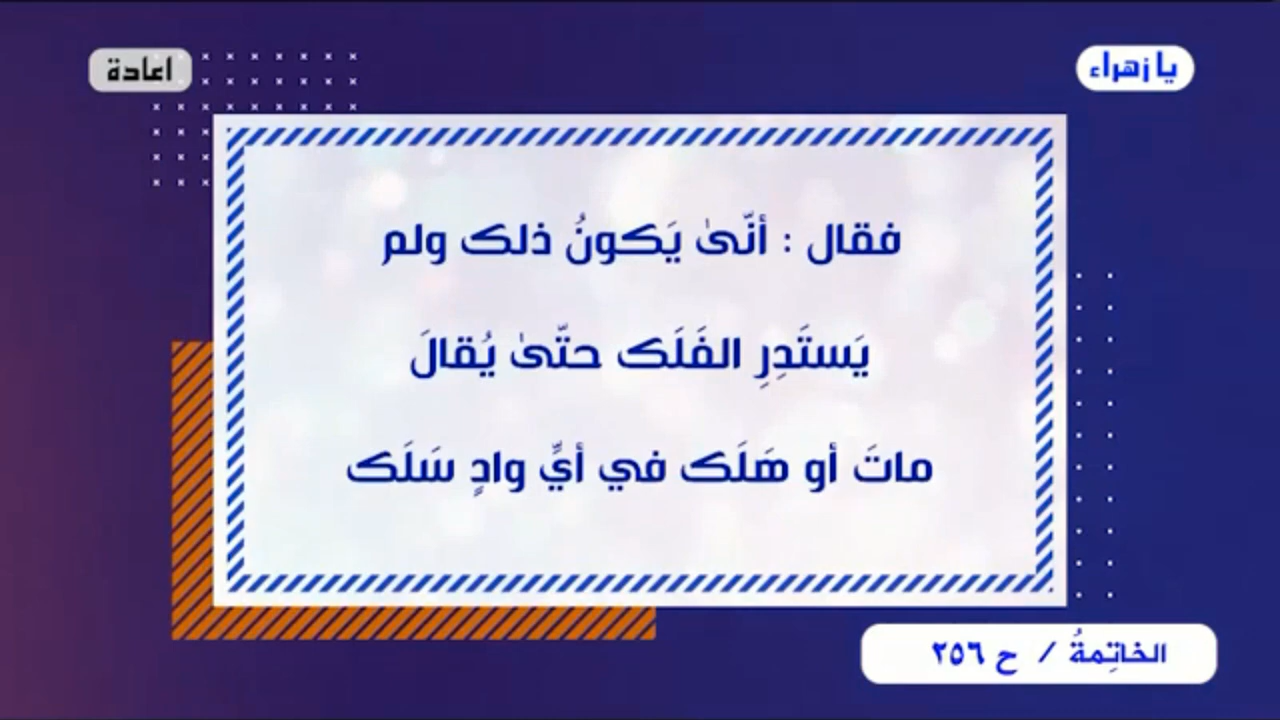 يا زهراء
اعادة
فقال : أنّىٰ يَكونُ ذلك ولم
يَستَدِرِ الفَلَك حتّىٰ يُقالَ
ماتَ أو هَلَك في أيِّ وادٍ سَلَك
الخاتِمةُ / ح ٢٥٦